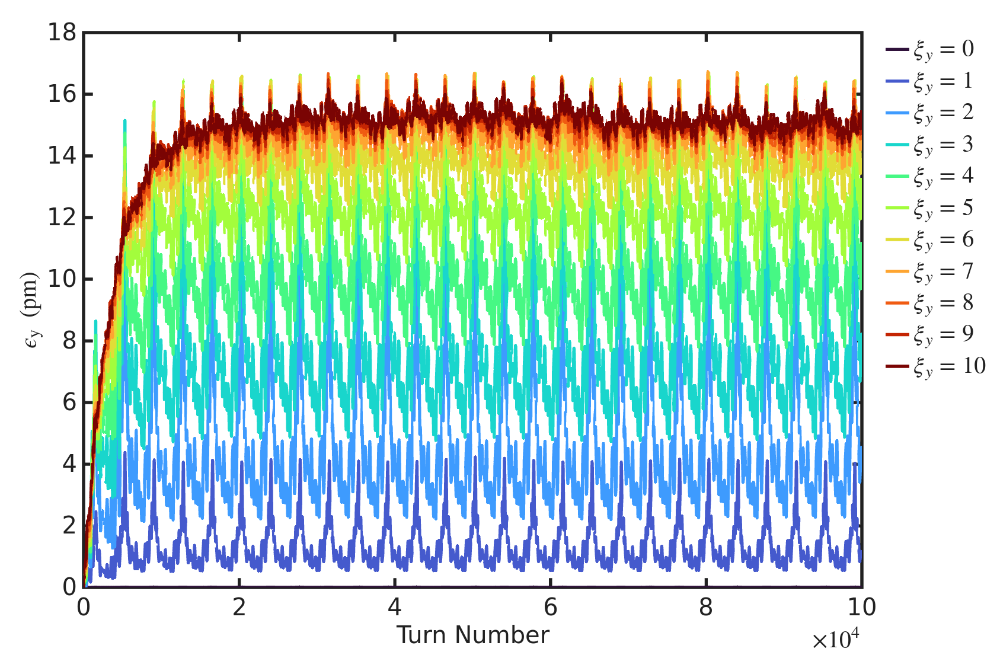 18
16
14
12
10
8
6
4
2
0
ϵy (pm)
0 2 4 6 8 10
Turn Number
×10⁴
ξy = 0
ξy = 1
ξy = 2
ξy = 3
ξy = 4
ξy = 5
ξy = 6
ξy = 7
ξy = 8
ξy = 9
ξy = 10